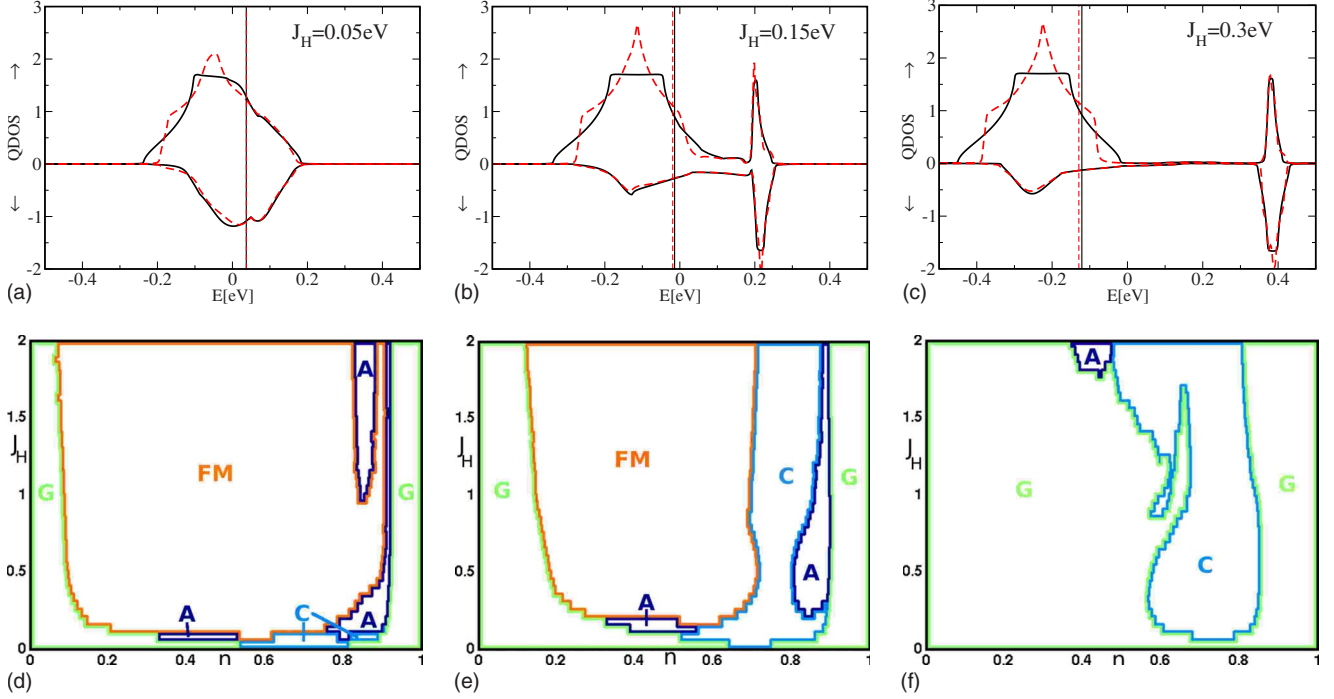 J_H=0.05eV
3
2
1
0
-1
-2
QDOS
↑
↓
-0.4 -0.2 0 0.2 0.4
E[eV]
(a)
J_H=0.15eV
3
2
1
0
-1
-2
QDOS
↑
↓
-0.4 -0.2 0 0.2 0.4
E[eV]
(b)
J_H=0.3eV
3
2
1
0
-1
-2
QDOS
↑
↓
-0.4 -0.2 0 0.2 0.4
E[eV]
(c)
2
1.5
J_H
1
0.5
0
G FM A G
A C A
0 0.2 0.4 0.6 n 0.8 1
(d)
2
1.5
J_H
1
0.5
0
G FM C G
A A
0 0.2 0.4 0.6 n 0.8 1
(e)
2
1.5
J_H
1
0.5
0
A
G G
C
0 0.2 0.4 0.6 n 0.8 1
(f)